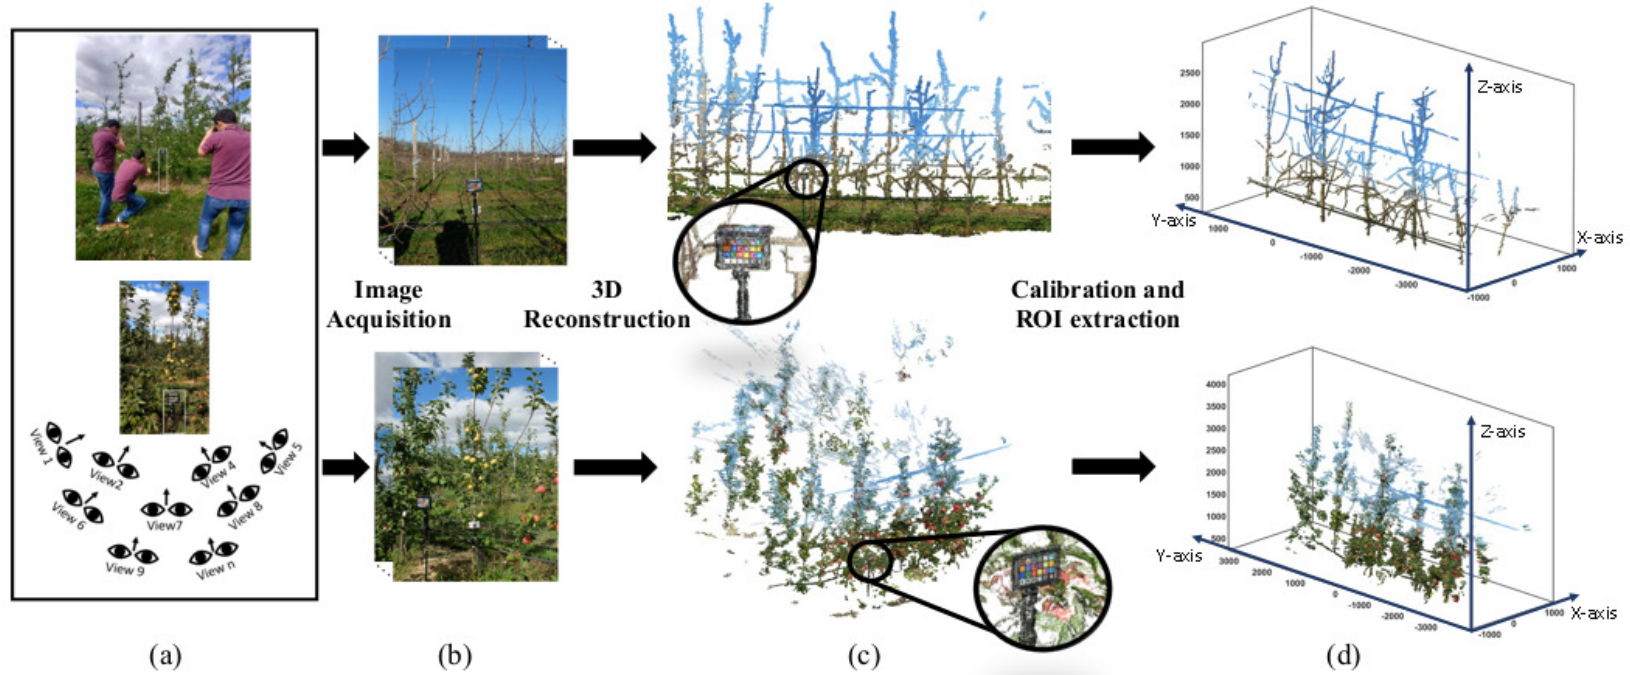 View 1
View2
View 4
View 5
View 6
View7
View 8
View 9
View n
Image
Acquisition
3D
Reconstruction
Calibration and
ROI extraction
2500
2000
1500
1000
500
Z-axis
Y-axis
X-axis
1000
0
-1000
-2000
-3000
-1000
0
1000
4000
3500
3000
2500
2000
1500
1000
500
Z-axis
Y-axis
X-axis
3000
2000
1000
0
-1000
-2000
-3000
-1000
0
1000
(a)
(b)
(c)
(d)